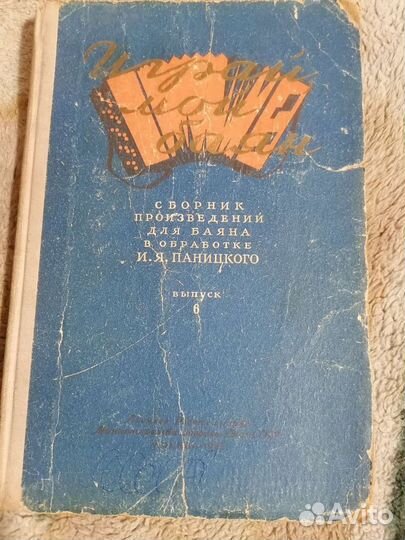 Играй
мой
баян
СБОРНИК
ПРОИЗВЕДЕНИЙ
ДЛЯ БАЯНА
В ОБРАБОТКЕ
И. Я. ПАНИЦКОГО
ВЫПУСК
6
Avito